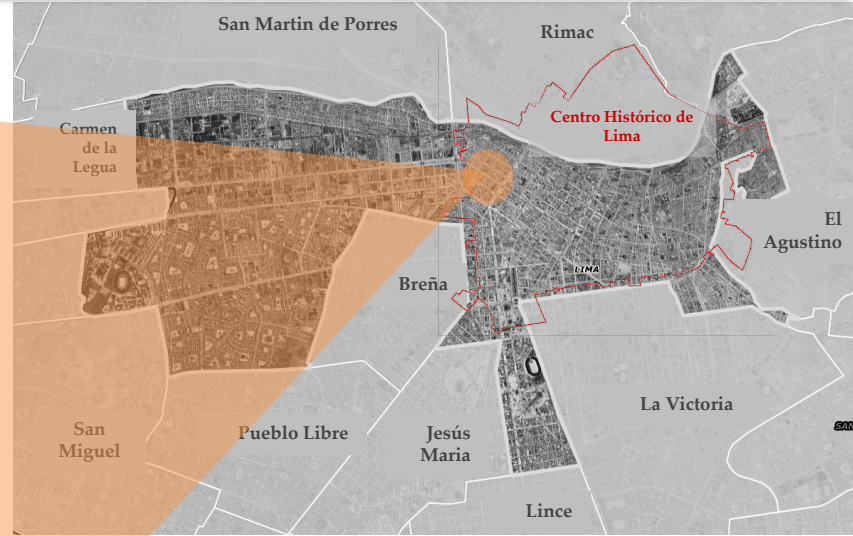 San Martin de Porres
Rimac
Centro Histórico de
Lima
Carmen
de la
Legua
El
Agustino
LIMA
Breña
La Victoria
San
Miguel
Pueblo Libre
Jesús
Maria
SAN
Lince